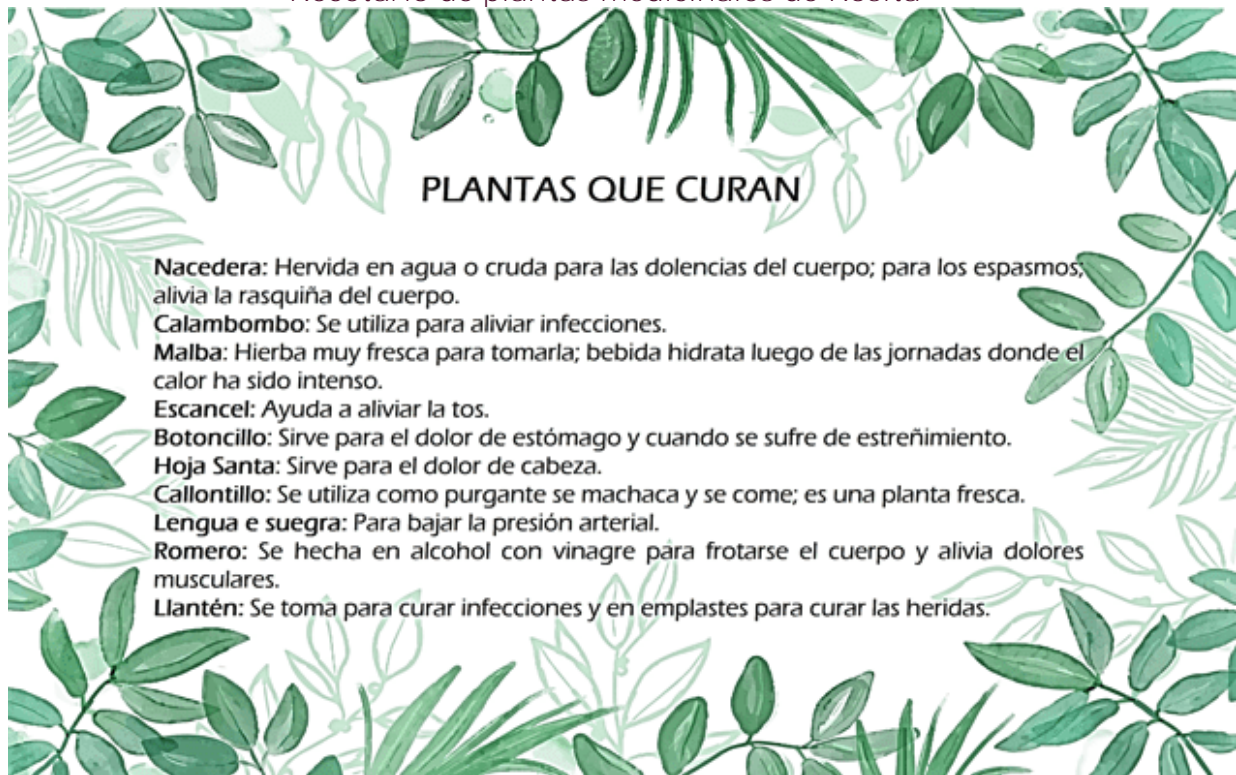 Recetario de plantas medicinales de Rosita
PLANTAS QUE CURAN
Nacedera: Hervida en agua o cruda para las dolencias del cuerpo; para los espasmos,
alivia la rasquiña del cuerpo.
Calambombo: Se utiliza para aliviar infecciones.
Malba: Hierba muy fresca para tomarla; bebida hidrata luego de las jornadas donde el
calor ha sido intenso.
Escancel: Ayuda a aliviar la tos.
Botoncillo: Sirve para el dolor de estómago y cuando se sufre de estreñimiento.
Hoja Santa: Sirve para el dolor de cabeza.
Callontillo: Se utiliza como purgante se machaca y se come; es una planta fresca.
Lengua e suegra: Para bajar la presión arterial.
Romero: Se hecha en alcohol con vinagre para frotarse el cuerpo y alivia dolores
musculares.
Llantén: Se toma para curar infecciones y en emplastes para curar las heridas.